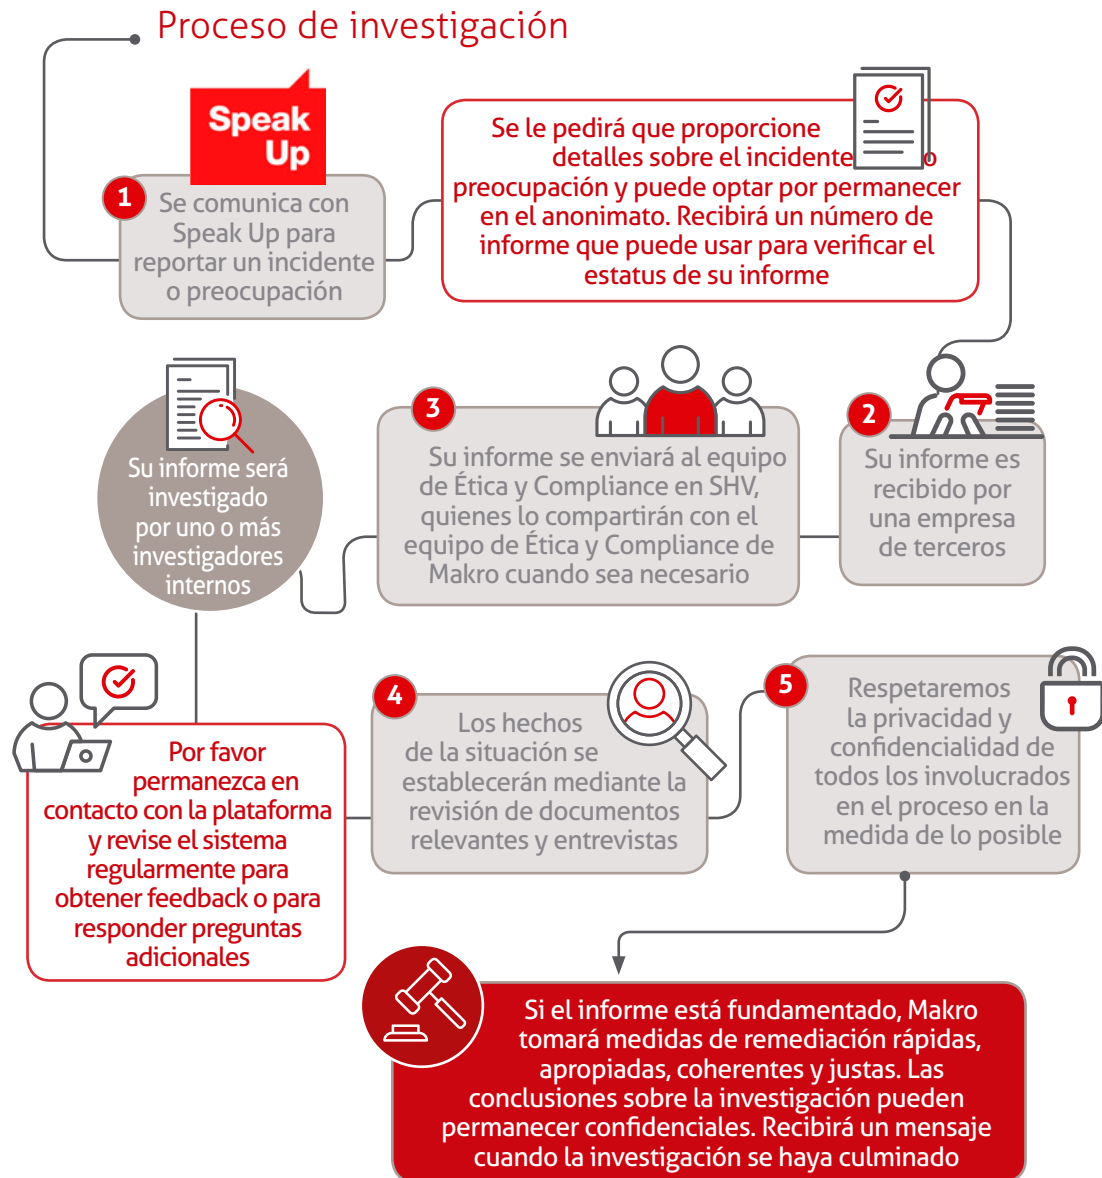 Proceso de investigación
Speak
Up
1
Se comunica con
Speak Up para
reportar un incidente
o preocupación
Se le pedirá que proporcione
detalles sobre el incidente o
preocupación y puede optar por permanecer
en el anonimato. Recibirá un número de
informe que puede usar para verificar el
estatus de su informe
2
Su informe es
recibido por
una empresa
de terceros
3
Su informe se enviará al equipo
de Ética y Compliance en SHV,
quienes lo compartirán con el
equipo de Ética y Compliance de
Makro cuando sea necesario
Su informe será
investigado
por uno o más
investigadores
internos
Por favor
permanezca en
contacto con la plataforma
y revise el sistema
regularmente para
obtener feedback o para
responder preguntas
adicionales
4
Los hechos
de la situación se
establecerán mediante la
revisión de documentos
relevantes y entrevistas
5
Respetaremos
la privacidad y
confidencialidad de
todos los involucrados
en el proceso en la
medida de lo posible
Si el informe está fundamentado, Makro
tomará medidas de remediación rápidas,
apropiadas, coherentes y justas. Las
conclusiones sobre la investigación pueden
permanecer confidenciales. Recibirá un mensaje
cuando la investigación se haya culminado